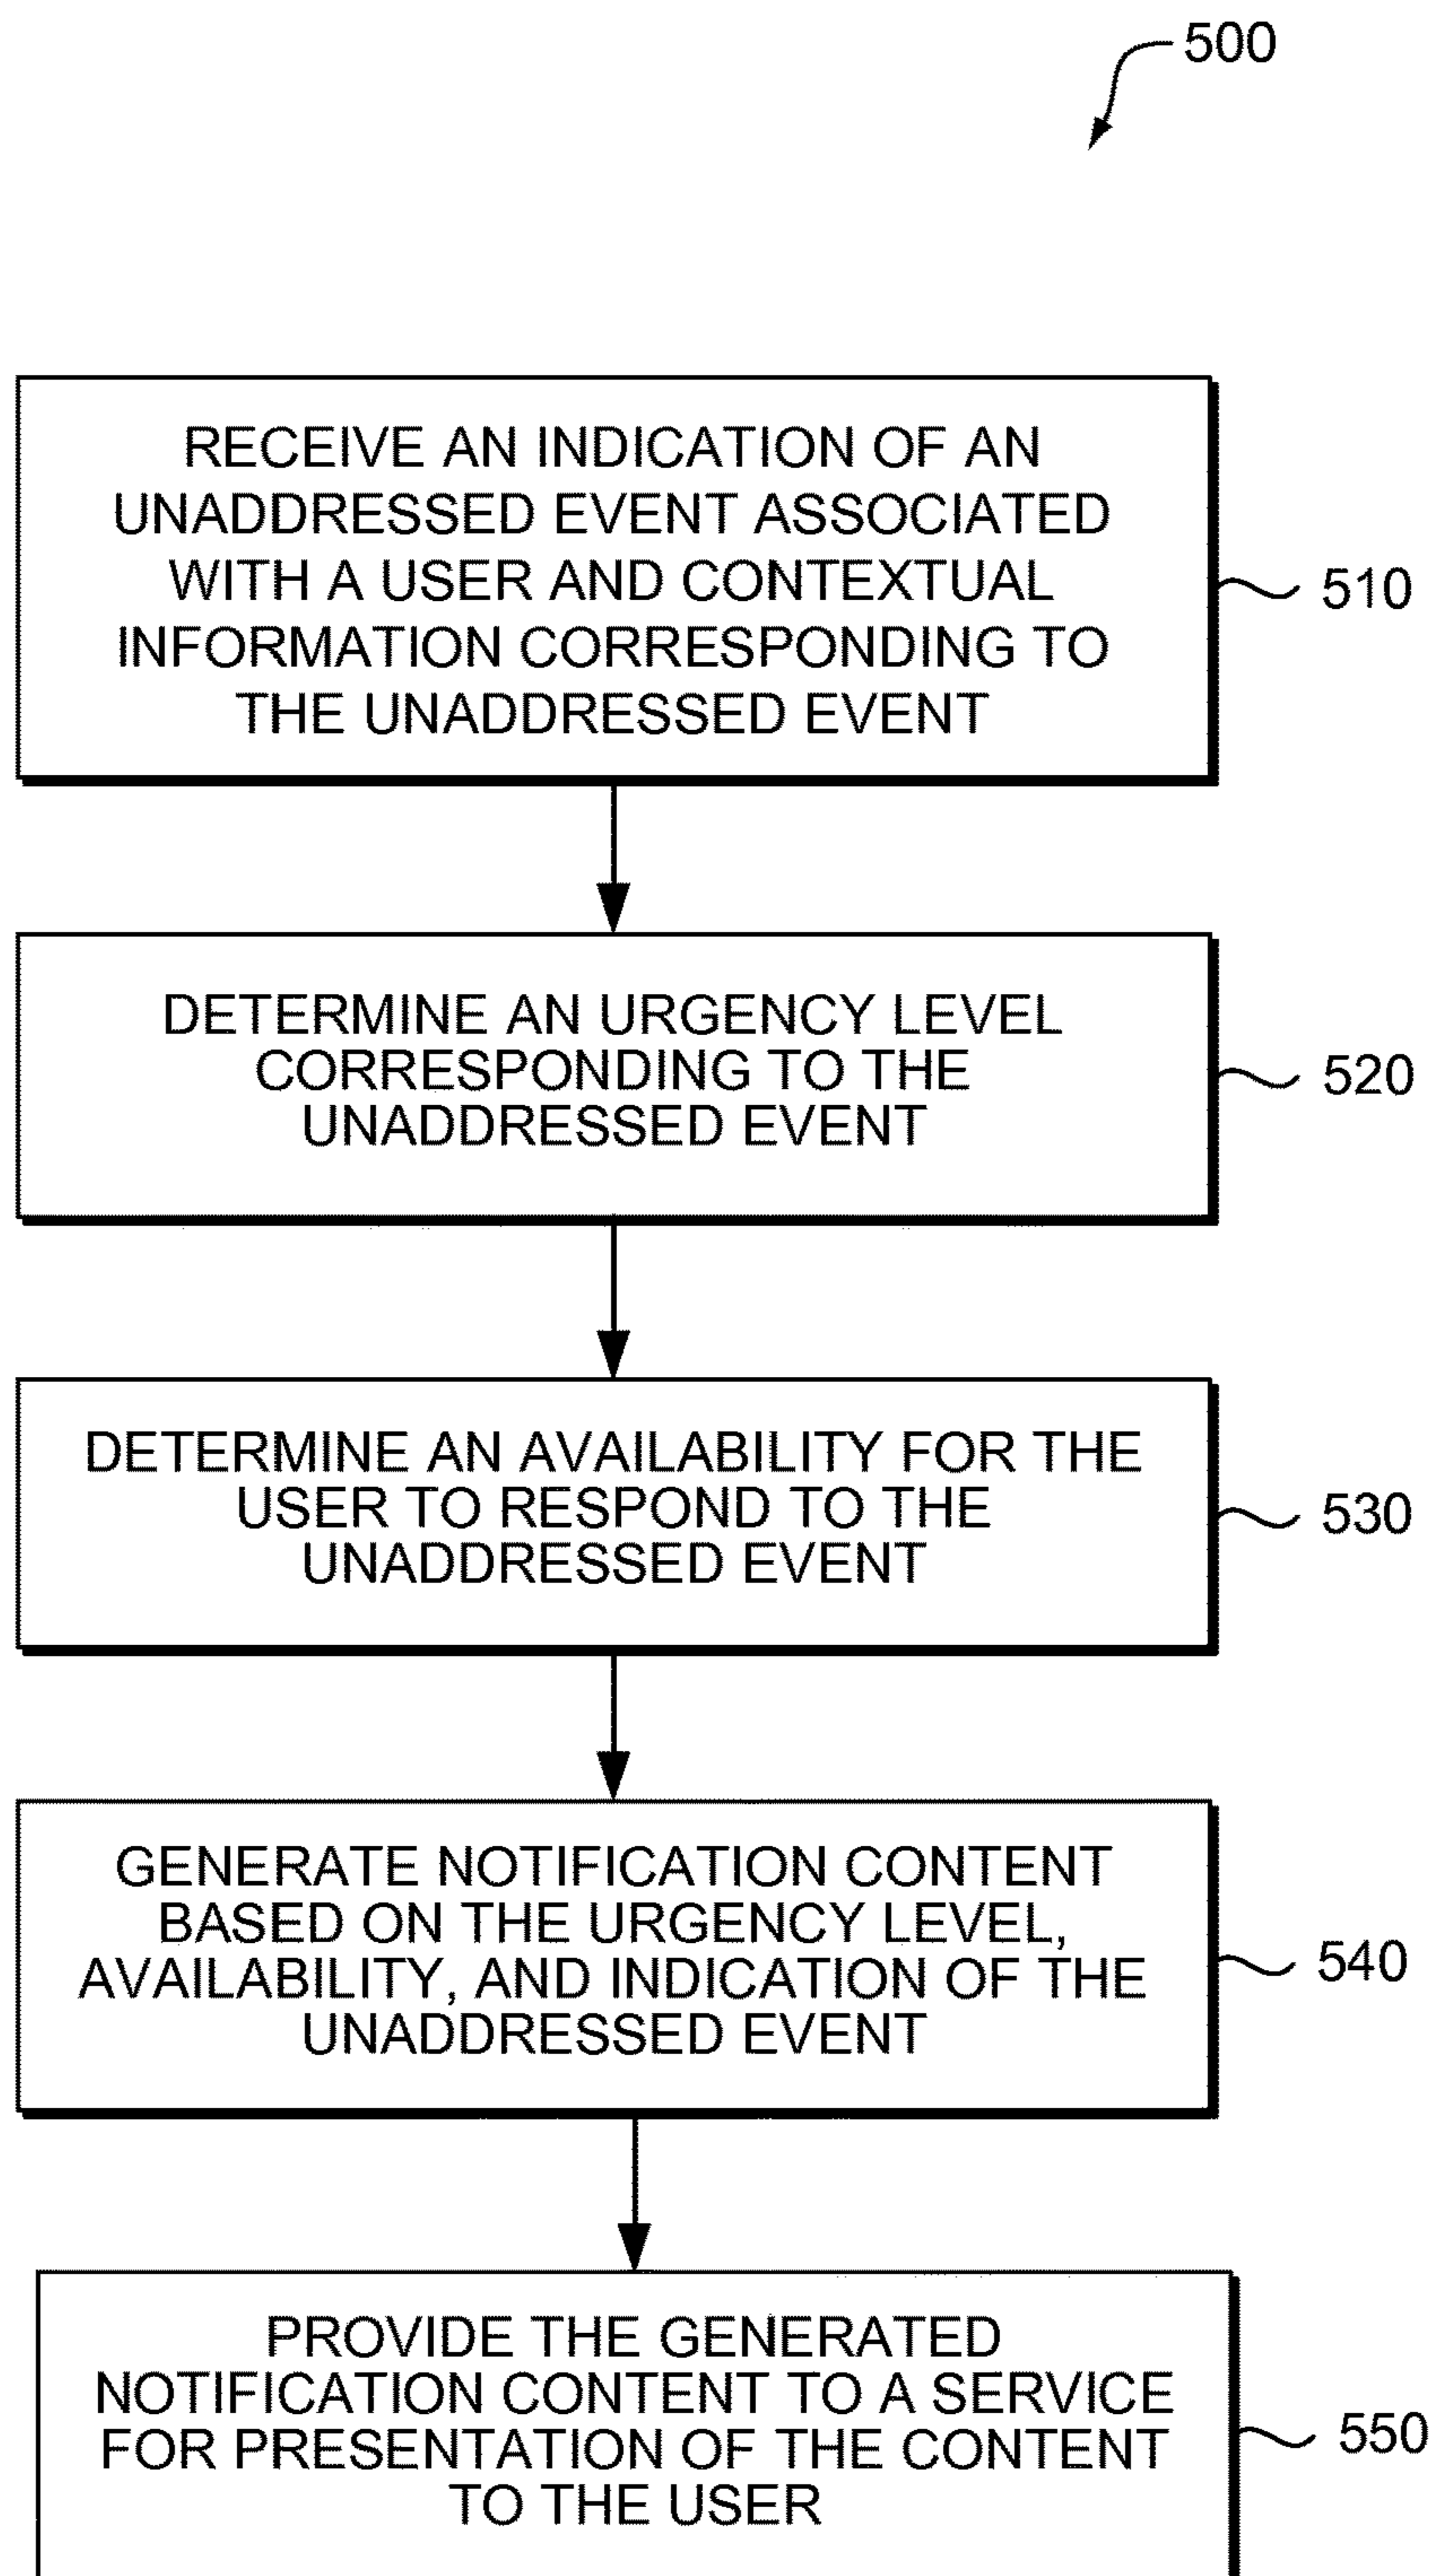 500
RECEIVE AN INDICATION OF AN
UNADDRESSED EVENT ASSOCIATED
WITH A USER AND CONTEXTUAL
INFORMATION CORRESPONDING TO
THE UNADDRESSED EVENT
510
DETERMINE AN URGENCY LEVEL
CORRESPONDING TO THE
UNADDRESSED EVENT
520
DETERMINE AN AVAILABILITY FOR THE
USER TO RESPOND TO THE
UNADDRESSED EVENT
530
GENERATE NOTIFICATION CONTENT
BASED ON THE URGENCY LEVEL,
AVAILABILITY, AND INDICATION OF THE
UNADDRESSED EVENT
540
PROVIDE THE GENERATED
NOTIFICATION CONTENT TO A SERVICE
FOR PRESENTATION OF THE CONTENT
TO THE USER
550